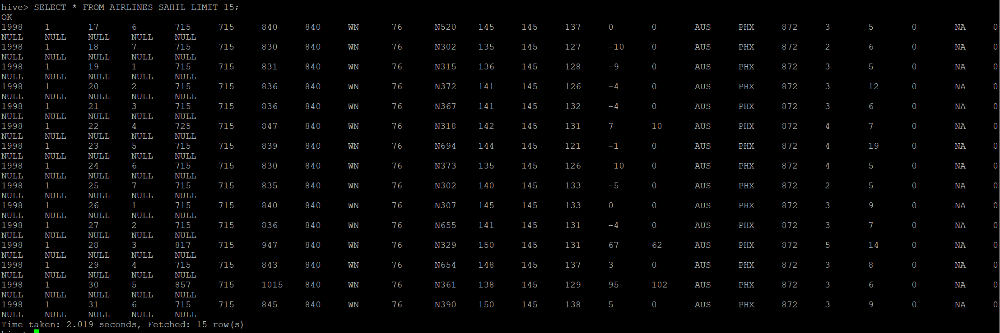 hive> SELECT * FROM AIRLINES_SAHIL LIMIT 15;
OK
1998 1 17 6 715 715 840 840 WN 76 N520 145 145 137 0 0 AUS PHX 872 3 5 0 NA 0
NULL NULL NULL NULL NULL
1998 1 18 7 715 715 830 840 WN 76 N302 135 145 127 -10 0 AUS PHX 872 2 6 0 NA 0
NULL NULL NULL NULL NULL
1998 1 19 1 715 715 831 840 WN 76 N315 136 145 128 -9 0 AUS PHX 872 3 5 0 NA 0
NULL NULL NULL NULL NULL
1998 1 20 2 715 715 836 840 WN 76 N372 141 145 126 -4 0 AUS PHX 872 3 12 0 NA 0
NULL NULL NULL NULL NULL
1998 1 21 3 715 715 836 840 WN 76 N367 141 145 132 -4 0 AUS PHX 872 3 6 0 NA 0
NULL NULL NULL NULL NULL
1998 1 22 4 725 715 847 840 WN 76 N318 142 145 131 7 10 AUS PHX 872 4 7 0 NA 0
NULL NULL NULL NULL NULL
1998 1 23 5 715 715 839 840 WN 76 N694 144 145 121 -1 0 AUS PHX 872 4 19 0 NA 0
NULL NULL NULL NULL NULL
1998 1 24 6 715 715 830 840 WN 76 N373 135 145 126 -10 0 AUS PHX 872 4 5 0 NA 0
NULL NULL NULL NULL NULL
1998 1 25 7 715 715 835 840 WN 76 N302 140 145 133 -5 0 AUS PHX 872 2 5 0 NA 0
NULL NULL NULL NULL NULL
1998 1 26 1 715 715 840 840 WN 76 N307 145 145 133 0 0 AUS PHX 872 3 9 0 NA 0
NULL NULL NULL NULL NULL
1998 1 27 2 715 715 836 840 WN 76 N655 141 145 131 -4 0 AUS PHX 872 3 7 0 NA 0
NULL NULL NULL NULL NULL
1998 1 28 3 817 715 947 840 WN 76 N329 150 145 131 67 62 AUS PHX 872 5 14 0 NA 0
NULL NULL NULL NULL NULL
1998 1 29 4 715 715 843 840 WN 76 N654 148 145 137 3 0 AUS PHX 872 3 8 0 NA 0
NULL NULL NULL NULL NULL
1998 1 30 5 857 715 1015 840 WN 76 N361 138 145 129 95 102 AUS PHX 872 3 6 0 NA 0
NULL NULL NULL NULL NULL
1998 1 31 6 715 715 845 840 WN 76 N390 150 145 138 5 0 AUS PHX 872 3 9 0 NA 0
NULL NULL NULL NULL NULL
Time taken: 2.019 seconds, Fetched: 15 row(s)
hive>